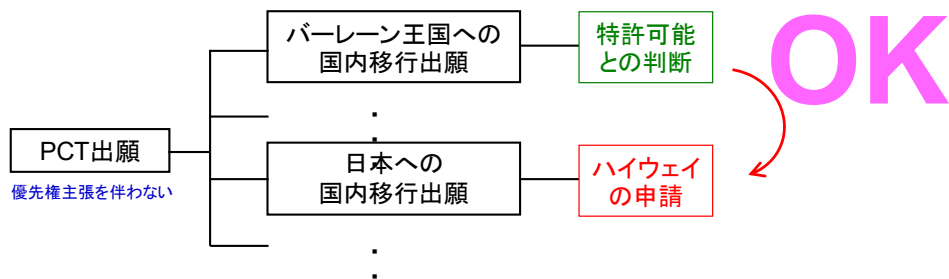 バーレーン王国への
国内移行出願
特許可能
との判断
OK
PCT出願
優先権主張を伴わない
日本への
国内移行出願
ハイウェイ
の申請